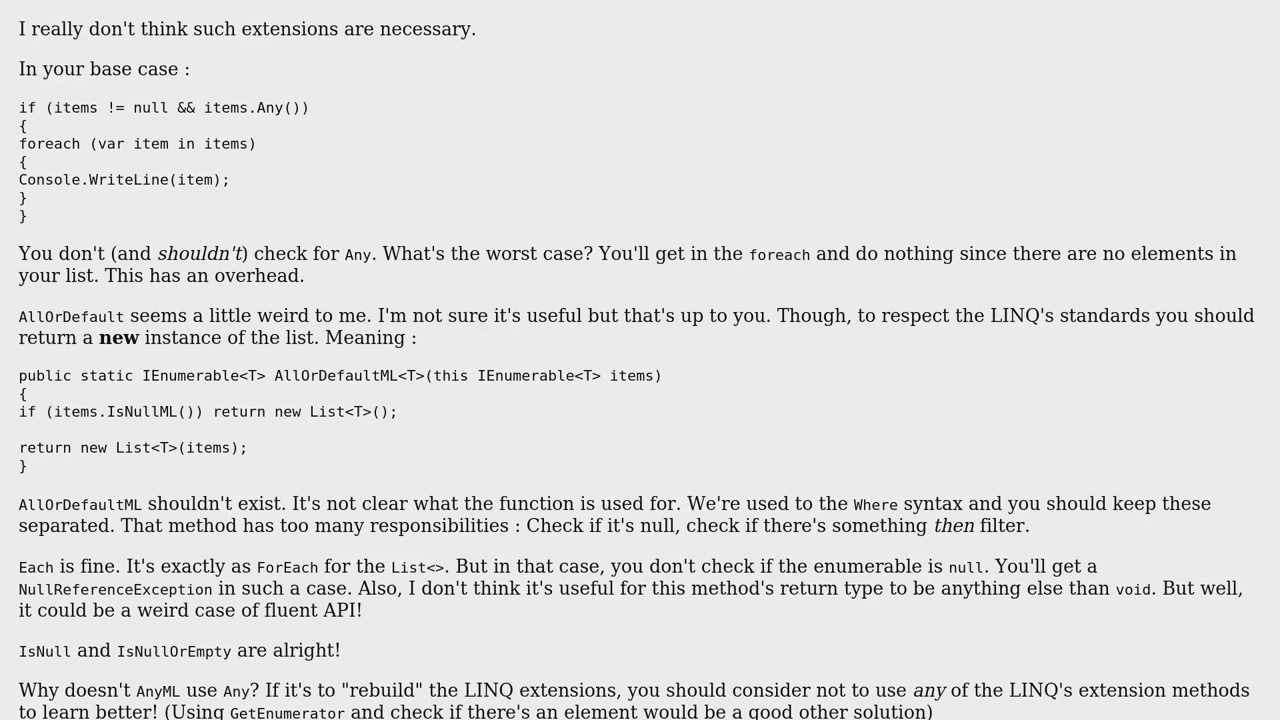 I really don't think such extensions are necessary.
In your base case :
if (items != null && items.Any())
{
foreach (var item in items)
{
Console.WriteLine(item);
}
}
You don't (and shouldn't) check for Any. What's the worst case? You'll get in the foreach and do nothing since there are no elements in
your list. This has an overhead.
AllOrDefault seems a little weird to me. I'm not sure it's useful but that's up to you. Though, to respect the LINQ's standards you should
return a new instance of the list. Meaning :
public static IEnumerable<T> AllOrDefaultML<T>(this IEnumerable<T> items)
{
if (items.IsNullML()) return new List<T>();
return new List<T>(items);
}
AllOrDefaultML shouldn't exist. It's not clear what the function is used for. We're used to the Where syntax and you should keep these
separated. That method has too many responsibilities : Check if it's null, check if there's something then filter.
Each is fine. It's exactly as ForEach for the List<>. But in that case, you don't check if the enumerable is null. You'll get a
NullReferenceException in such a case. Also, I don't think it's useful for this method's return type to be anything else than void. But well,
it could be a weird case of fluent API!
IsNull and IsNullOrEmpty are alright!
Why doesn't AnyML use Any? If it's to "rebuild" the LINQ extensions, you should consider not to use any of the LINQ's extension methods
to learn better! (Using GetEnumerator and check if there's an element would be a good other solution)